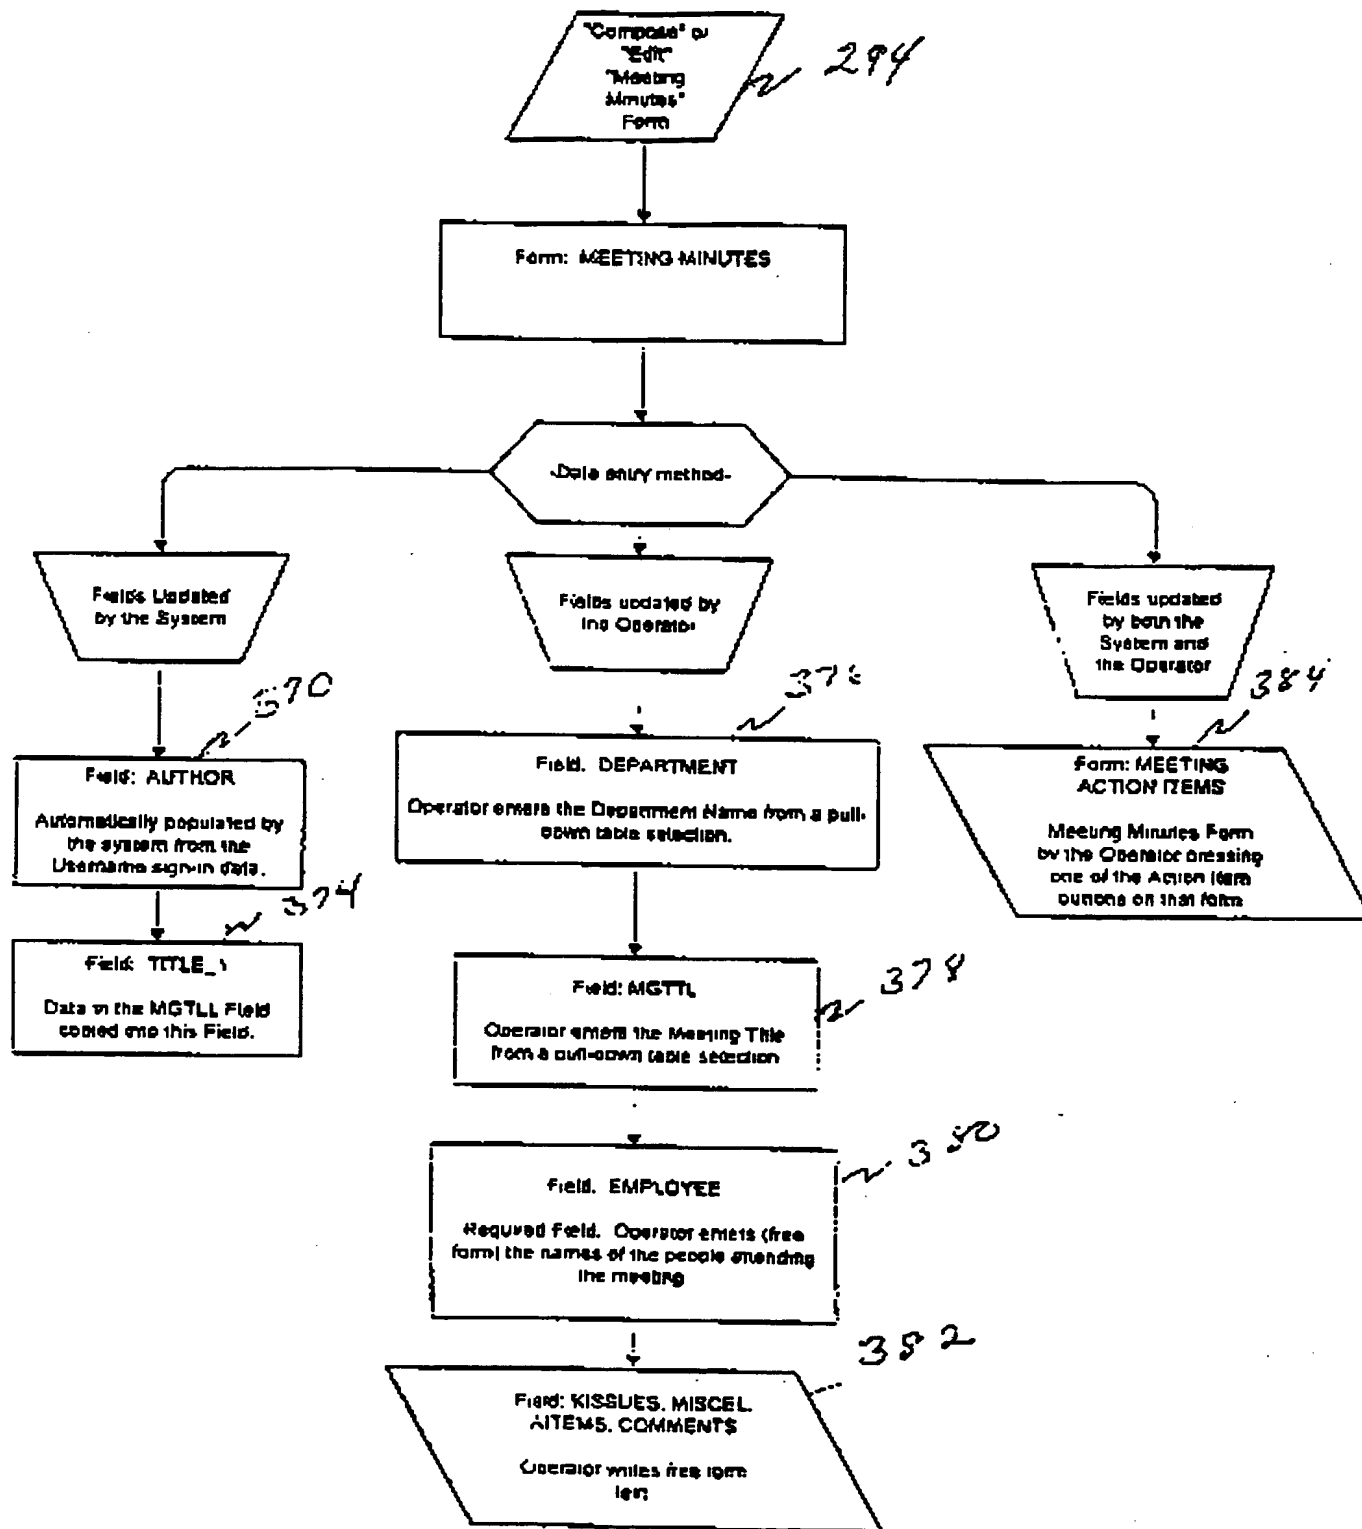 "Compose" or
"Edit"
"Meeting
Minutes"
Form
294
Form: MEETING MINUTES
Data entry method
Fields Updated
by the System
Fields updated by
the Operator
Fields updated
by both the
System and
the Operator
370
376
384
Field: AUTHOR
Automatically populated by
the system from the
Username sign-in data.
Field. DEPARTMENT
Operator enters the Department Name from a pull-
down table selection.
Form: MEETING
ACTION ITEMS
Meeting Minutes Form
by the Operator pressing
one of the Action Item
buttons on that form
374
Field: TITLE_1
Data in the MGTLL Field
copied into this Field.
Field: MGTTL
Operator enters the Meeting Title
from a pull-down table selection
378
Field. EMPLOYEE
Required Field. Operator enters (free
form) the names of the people attending
the meeting
380
Field: KISSUES, MISCEL,
AITEMS, COMMENTS
Operator writes free form
text
382